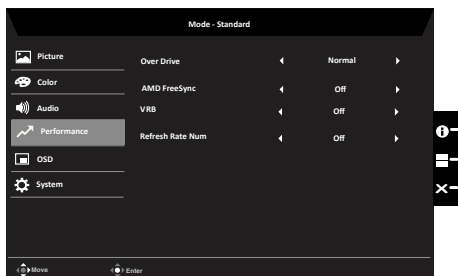 Mode - Standard
Picture
Color
Audio
Performance
OSD
System
Over Drive Normal
AMD FreeSync Off
VRB Off
Refresh Rate Num Off
Move Enter